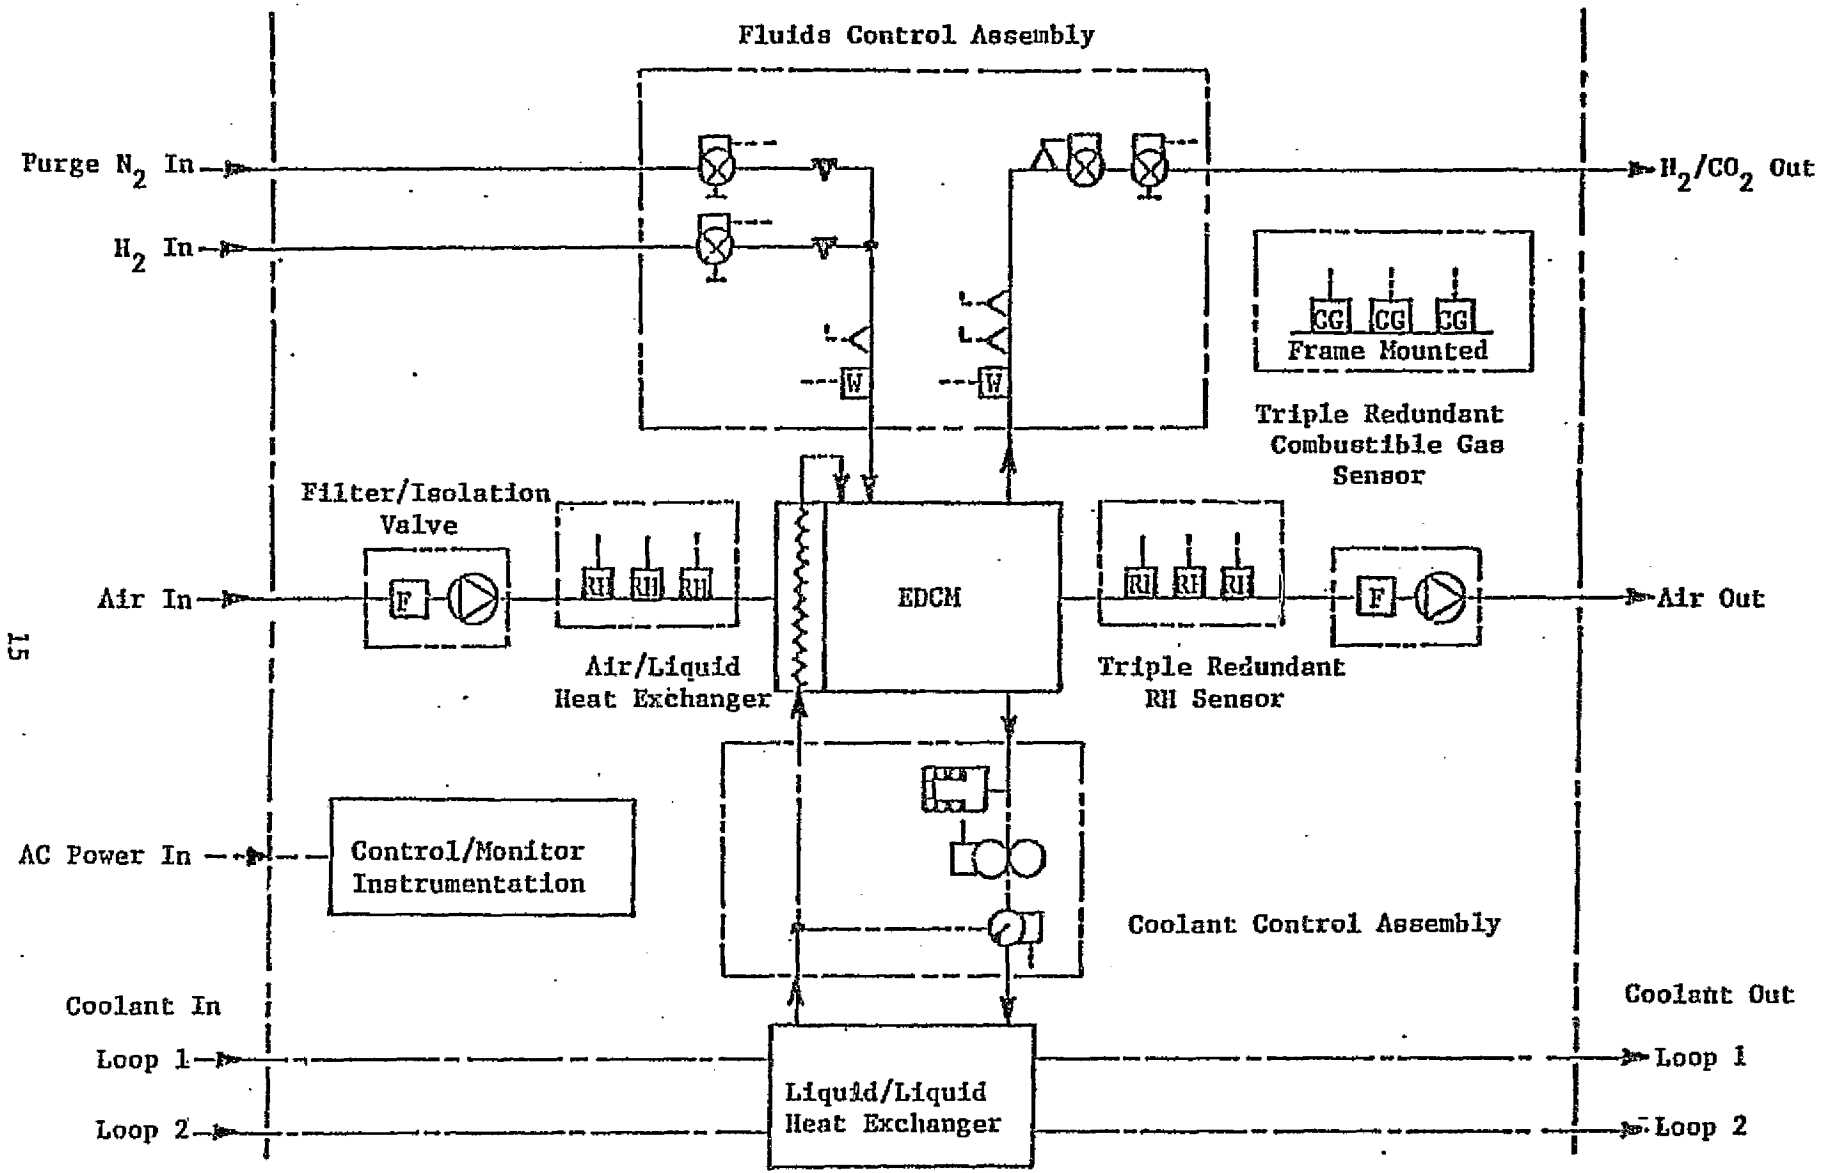 Fluids Control Assembly
Purge N2 In
H2/CO2 Out
H2 In
CG CG CG
Frame Mounted
W
W
Triple Redundant
Combustible Gas
Sensor
Filter/Isolation
Valve
RH RH RH
RH RH RH
Air In
F
EDCM
F
Air Out
15
Air/Liquid
Heat Exchanger
Triple Redundant
RH Sensor
AC Power In
Control/Monitor
Instrumentation
Coolant Control Assembly
Coolant In
Coolant Out
Loop 1
Loop 1
Liquid/Liquid
Heat Exchanger
Loop 2
Loop 2